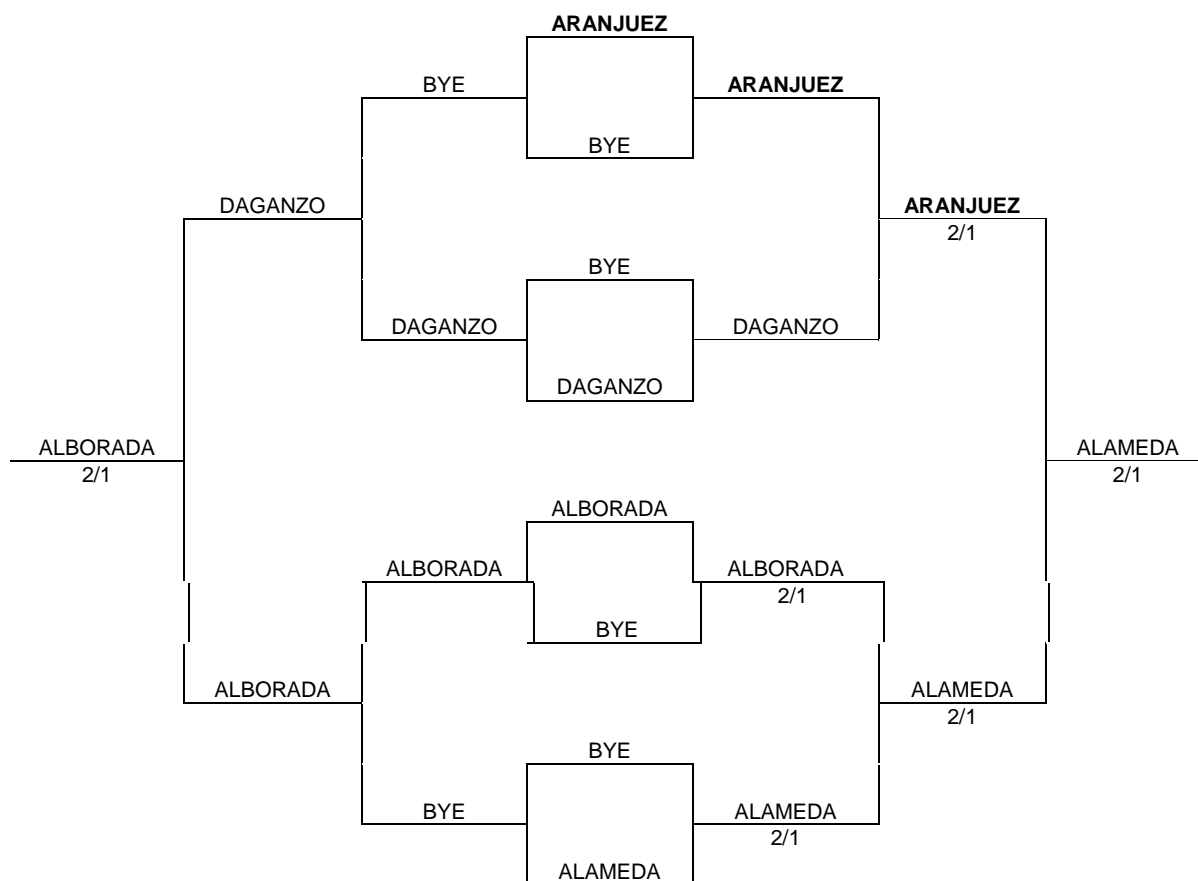 ARANJUEZ
BYE ARANJUEZ
BYE
DAGANZO ARANJUEZ
2/1
BYE
DAGANZO DAGANZO
DAGANZO
ALBORADA ALAMEDA
2/1 2/1
ALBORADA
ALBORADA ALBORADA
2/1
BYE
ALBORADA ALAMEDA
2/1
BYE
BYE ALAMEDA
2/1
ALAMEDA